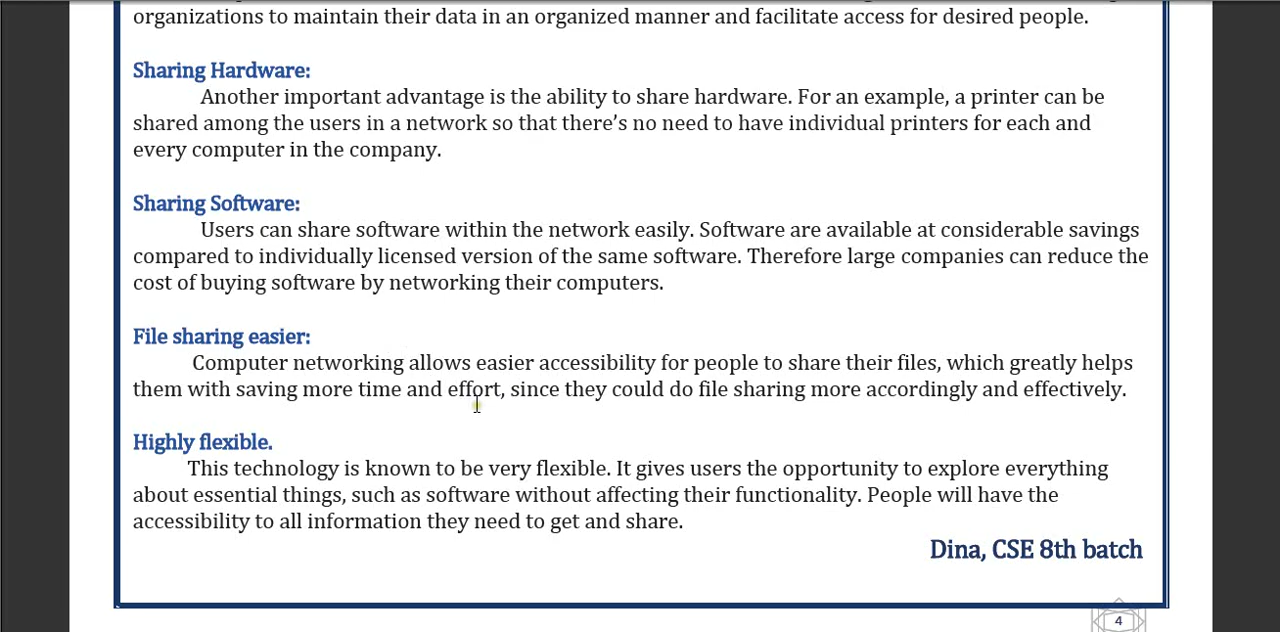 organizations to maintain their data in an organized manner and facilitate access for desired people.
Sharing Hardware:
Another important advantage is the ability to share hardware. For an example, a printer can be
shared among the users in a network so that there’s no need to have individual printers for each and
every computer in the company.
Sharing Software:
Users can share software within the network easily. Software are available at considerable savings
compared to individually licensed version of the same software. Therefore large companies can reduce the
cost of buying software by networking their computers.
File sharing easier:
Computer networking allows easier accessibility for people to share their files, which greatly helps
them with saving more time and effort, since they could do file sharing more accordingly and effectively.
Highly flexible.
This technology is known to be very flexible. It gives users the opportunity to explore everything
about essential things, such as software without affecting their functionality. People will have the
accessibility to all information they need to get and share.
Dina, CSE 8th batch
4